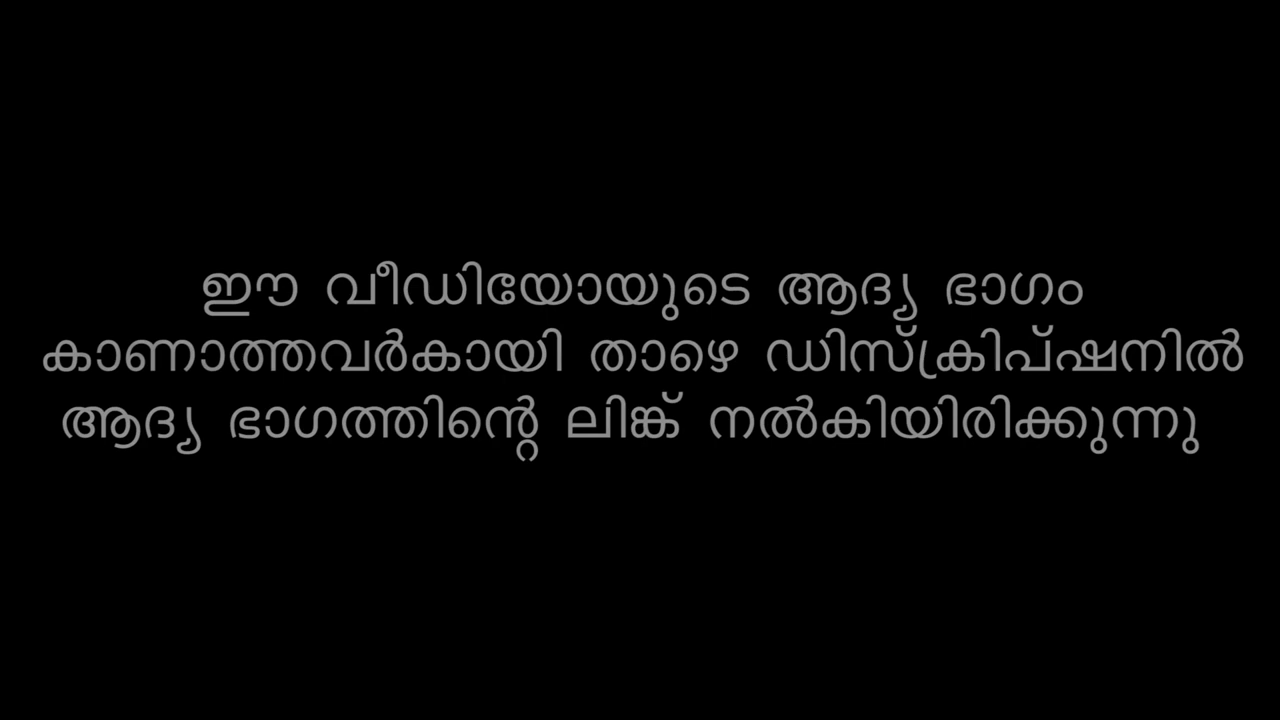 ഈ വീഡിയോയുടെ ആദ്യ ഭാഗം
കാണാത്തവർകായി താഴെ ഡിസ്ക്രിപ്ഷനിൽ
ആദ്യ ഭാഗത്തിന്റെ ലിങ്ക് നൽകിയിരിക്കുന്നു